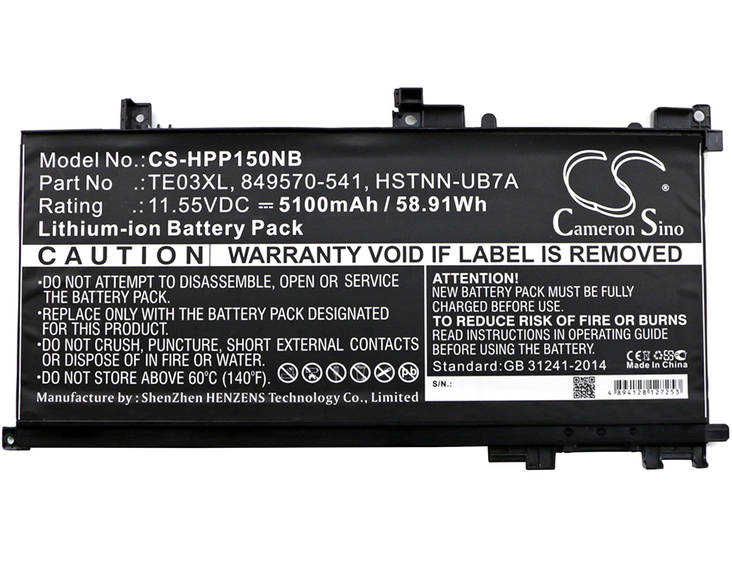 Model No.: CS-HPP150NB
Part No : TE03XL, 849570-541, HSTNN-UB7A
Rating : 11.55VDC ⎓ 5100mAh / 58.91Wh
Lithium-ion Battery Pack
CS
Cameron Sino
CAUTION WARRANTY VOID IF LABEL IS REMOVED
•DO NOT ATTEMPT TO DISASSEMBLE, OPEN OR SERVICE
THE BATTERY PACK.
•REPLACE ONLY WITH THE BATTERY PACK DESIGNATED
FOR THIS PRODUCT.
•DO NOT CRUSH, PUNCTURE, SHORT EXTERNAL CONTACTS
OR DISPOSE OF IN FIRE OR WATER.
•DO NOT STORE ABOVE 60°C (140°F).
Manufacture by : ShenZhen HENZENS Technology Co., Limited
ATTENTION!
NEW BATTERY PACK MUST BE FULLY
CHARGED BEFORE USE.
TO REDUCE RISK OF FIRE OR BURNS
READ INSTRUCTIONS IN OPERATING GUIDE
BEFORE USE.
Standard:GB 31241-2014
S/N.:
4 894128 127253
Made in China